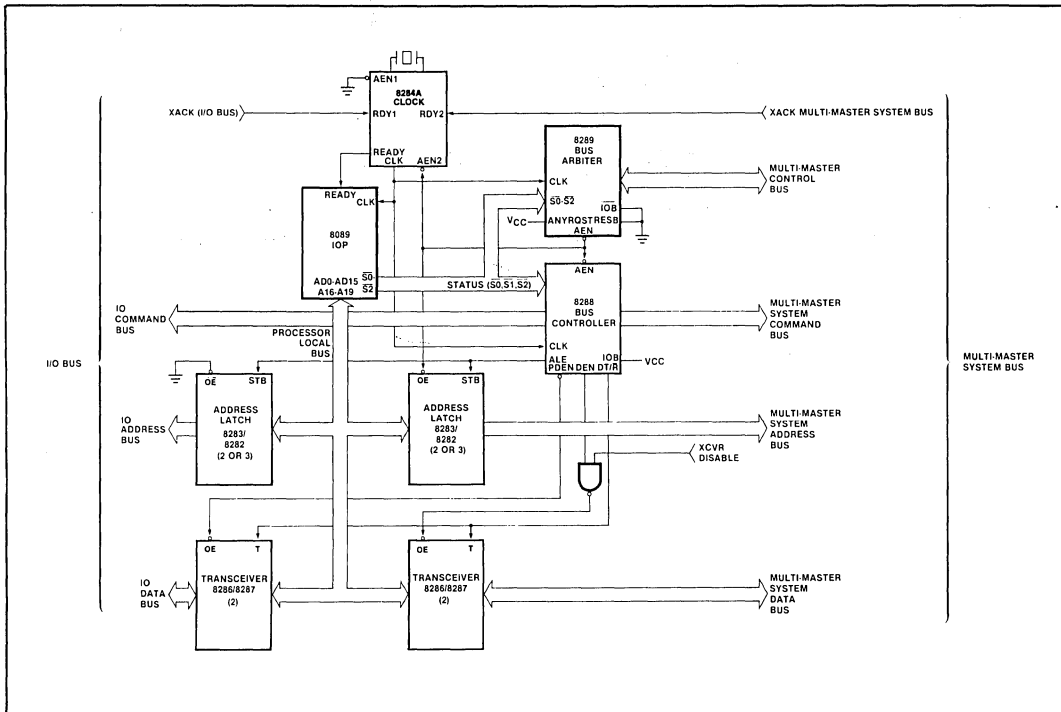 AEN1
8284A
CLOCK
RDY1 RDY2
XACK (I/O BUS)
XACK MULTI-MASTER SYSTEM BUS
READY
CLK AEN2
8289
BUS
ARBITER
CLK
S0-S2
IOB
VCC ANYRQSTRESB
AEN
MULTI-MASTER
CONTROL
BUS
READY
CLK
8089
IOP
S0-
S2
AD0-AD15
A16-A19
STATUS (S0,S1,S2)
AEN
8288
BUS
CONTROLLER
CLK
ALE IOB
PDEN DEN DT/R
VCC
IO
COMMAND
BUS
PROCESSOR
LOCAL
BUS
MULTI-MASTER
SYSTEM
COMMAND
BUS
I/O BUS
MULTI-MASTER
SYSTEM BUS
OE STB
ADDRESS
LATCH
8283/
8282
(2 OR 3)
OE STB
ADDRESS
LATCH
8283/
8282
(2 OR 3)
IO
ADDRESS
BUS
MULTI-MASTER
SYSTEM
ADDRESS
BUS
XCVR
DISABLE
OE T
TRANSCEIVER
8286/8287
(2)
OE T
TRANSCEIVER
8286/8287
(2)
IO
DATA
BUS
MULTI-MASTER
SYSTEM
DATA
BUS